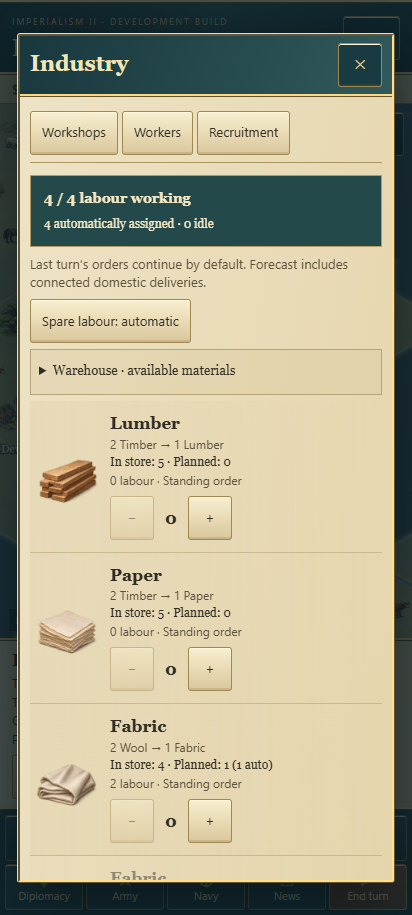 IMPERIALISM II · DEVELOPMENT BUILD
Industry
×
Workshops
Workers
Recruitment
4 / 4 labour working
4 automatically assigned · 0 idle
Last turn's orders continue by default. Forecast includes
connected domestic deliveries.
Spare labour: automatic
▶ Warehouse · available materials
Lumber
2 Timber → 1 Lumber
In store: 5 · Planned: 0
0 labour · Standing order
− 0 +
Paper
2 Timber → 1 Paper
In store: 5 · Planned: 0
0 labour · Standing order
− 0 +
Fabric
2 Wool → 1 Fabric
In store: 4 · Planned: 1 (1 auto)
2 labour · Standing order
− 0 +
Fabric
Diplomacy
Army
Navy
News
End turn